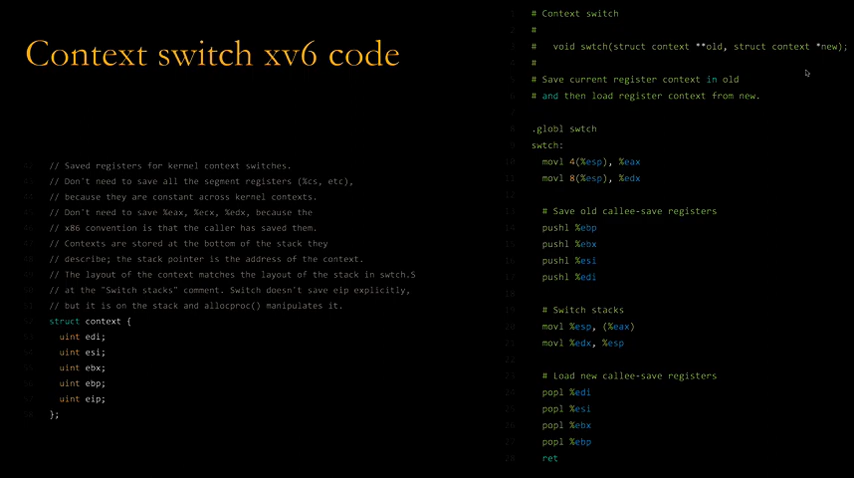 Context switch xv6 code
// Saved registers for kernel context switches.
// Don't need to save all the segment registers (%cs, etc),
// because they are constant across kernel contexts.
// Don't need to save %eax, %ecx, %edx, because the
// x86 convention is that the caller has saved them.
// Contexts are stored at the bottom of the stack they
// describe; the stack pointer is the address of the context.
// The layout of the context matches the layout of the stack in swtch.S
// at the "Switch stacks" comment. Switch doesn't save eip explicitly,
// but it is on the stack and allocproc() manipulates it.
struct context {
uint edi;
uint esi;
uint ebx;
uint ebp;
uint eip;
};
# Context switch
#
# void swtch(struct context **old, struct context *new);
#
# Save current register context in old
# and then load register context from new.
.globl swtch
swtch:
movl 4(%esp), %eax
movl 8(%esp), %edx
# Save old callee-save registers
pushl %ebp
pushl %ebx
pushl %esi
pushl %edi
# Switch stacks
movl %esp, (%eax)
movl %edx, %esp
# Load new callee-save registers
popl %edi
popl %esi
popl %ebx
popl %ebp
ret